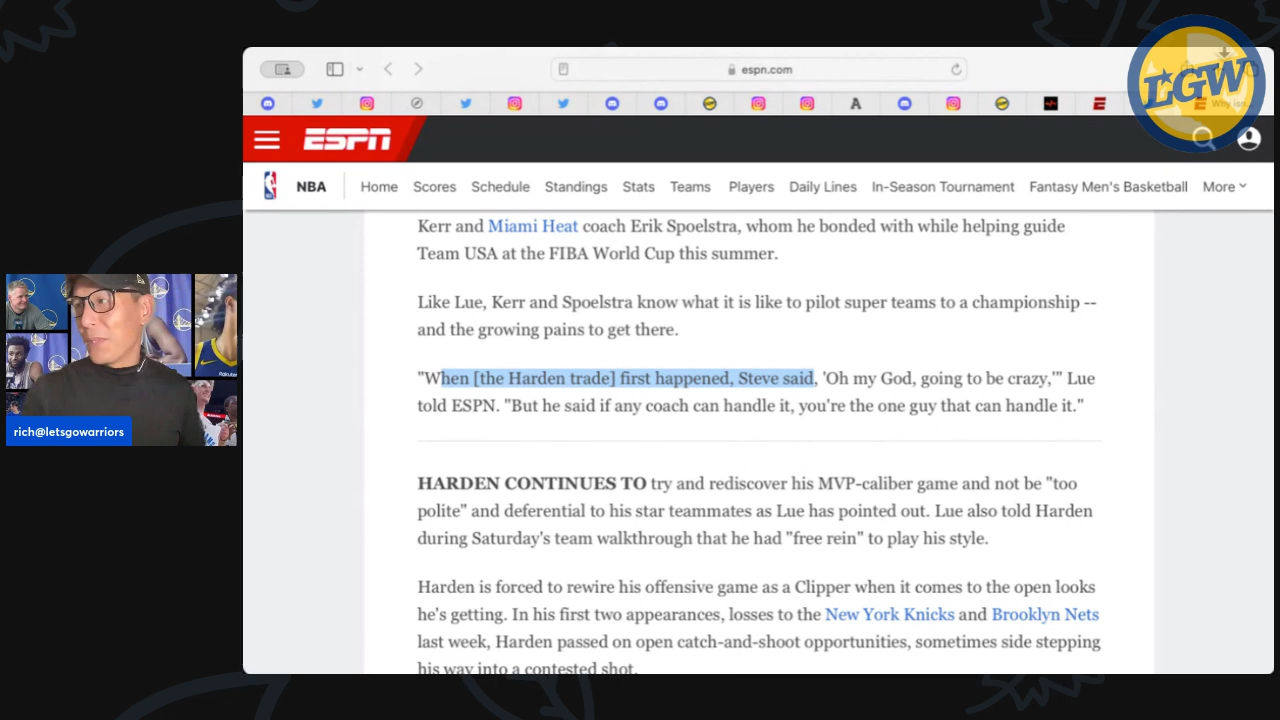 LGW
espn.com
Why isn...
ESPN
NBA
Home
Scores
Schedule
Standings
Stats
Teams
Players
Daily Lines
In-Season Tournament
Fantasy Men's Basketball
More
Kerr and Miami Heat coach Erik Spoelstra, whom he bonded with while helping guide
Team USA at the FIBA World Cup this summer.
Like Lue, Kerr and Spoelstra know what it is like to pilot super teams to a championship --
and the growing pains to get there.
"When [the Harden trade] first happened, Steve said, 'Oh my God, going to be crazy,'" Lue
told ESPN. "But he said if any coach can handle it, you're the one guy that can handle it."
HARDEN CONTINUES TO try and rediscover his MVP-caliber game and not be "too
polite" and deferential to his star teammates as Lue has pointed out. Lue also told Harden
during Saturday's team walkthrough that he had "free rein" to play his style.
Harden is forced to rewire his offensive game as a Clipper when it comes to the open looks
he's getting. In his first two appearances, losses to the New York Knicks and Brooklyn Nets
last week, Harden passed on open catch-and-shoot opportunities, sometimes side stepping
his way into a contested shot.
rich@letsgowarriors
Rakuten